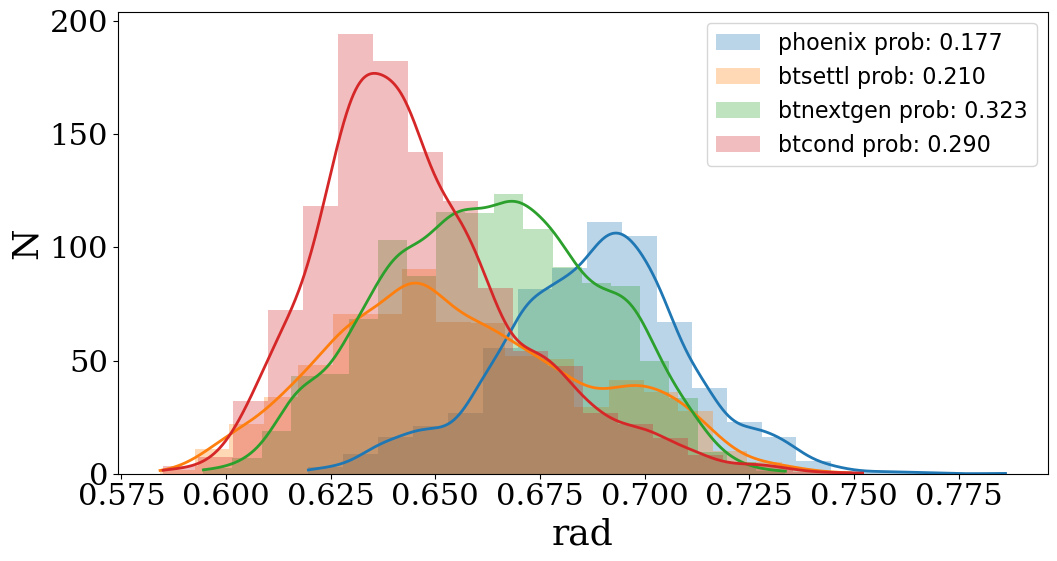 200
150
100
50
0
N
0.575 0.600 0.625 0.650 0.675 0.700 0.725 0.750 0.775
rad
phoenix prob: 0.177
btsettl prob: 0.210
btnextgen prob: 0.323
btcond prob: 0.290